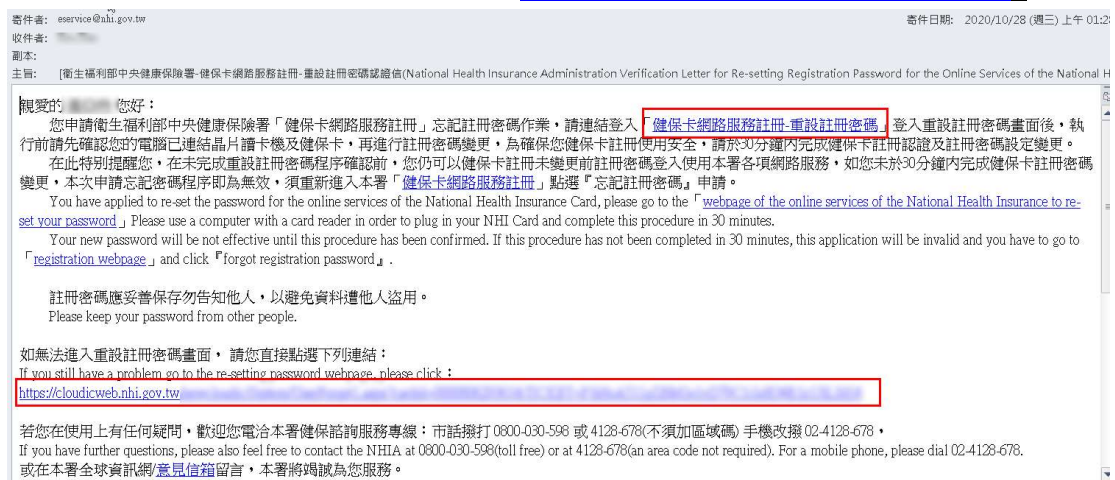 寄件者: eservice@nhi.gov.tw
寄件日期: 2020/10/28 (週三) 上午 01:28
收件者:
副本:
主旨: [衛生福利部中央健康保險署-健保卡網路服務註冊-重設註冊密碼認證信(National Health Insurance Administration Verification Letter for Re-setting Registration Password for the Online Services of the National H
親愛的 您好：
您申請衛生福利部中央健康保險署「健保卡網路服務註冊」忘記註冊密碼作業，請連結登入「健保卡網路服務註冊-重設註冊密碼」登入重設註冊密碼畫面後，執
行前請先確認您的電腦已連結晶片讀卡機及健保卡，再進行註冊密碼變更，為確保您健保卡註冊使用安全，請於30分鐘內完成健保卡註冊認證及註冊密碼設定變更。
在此特別提醒您，在未完成重設註冊密碼程序確認前，您仍可以健保卡註冊未變更前註冊密碼登入使用本署各項網路服務，如您未於30分鐘內完成健保卡註冊密碼
變更，本次申請忘記密碼程序即為無效，須重新進入本署「健保卡網路服務註冊」點選『忘記註冊密碼』申請。
You have applied to re-set the password for the online services of the National Health Insurance Card, please go to the「webpage of the online services of the National Health Insurance to re-
set your password」Please use a computer with a card reader in order to plug in your NHI Card and complete this procedure in 30 minutes.
Your new password will be not effective until this procedure has been confirmed. If this procedure has not been completed in 30 minutes, this application will be invalid and you have to go to
「registration webpage」and click『forgot registration password』.
註冊密碼應妥善保存勿告知他人，以避免資料遭他人盜用。
Please keep your password from other people.
如無法進入重設註冊密碼畫面， 請您直接點選下列連結：
If you still have a problem go to the re-setting password webpage, please click：
https://cloudicweb.nhi.gov.tw
若您在使用上有任何疑問，歡迎您電洽本署健保諮詢服務專線：市話撥打 0800-030-598 或 4128-678(不須加區域碼) 手機改撥 02-4128-678，
If you have further questions, please also feel free to contact the NHIA at 0800-030-598(toll free) or at 4128-678(an area code not required). For a mobile phone, please dial 02-4128-678.
或在本署全球資訊網/意見信箱留言，本署將竭誠為您服務。